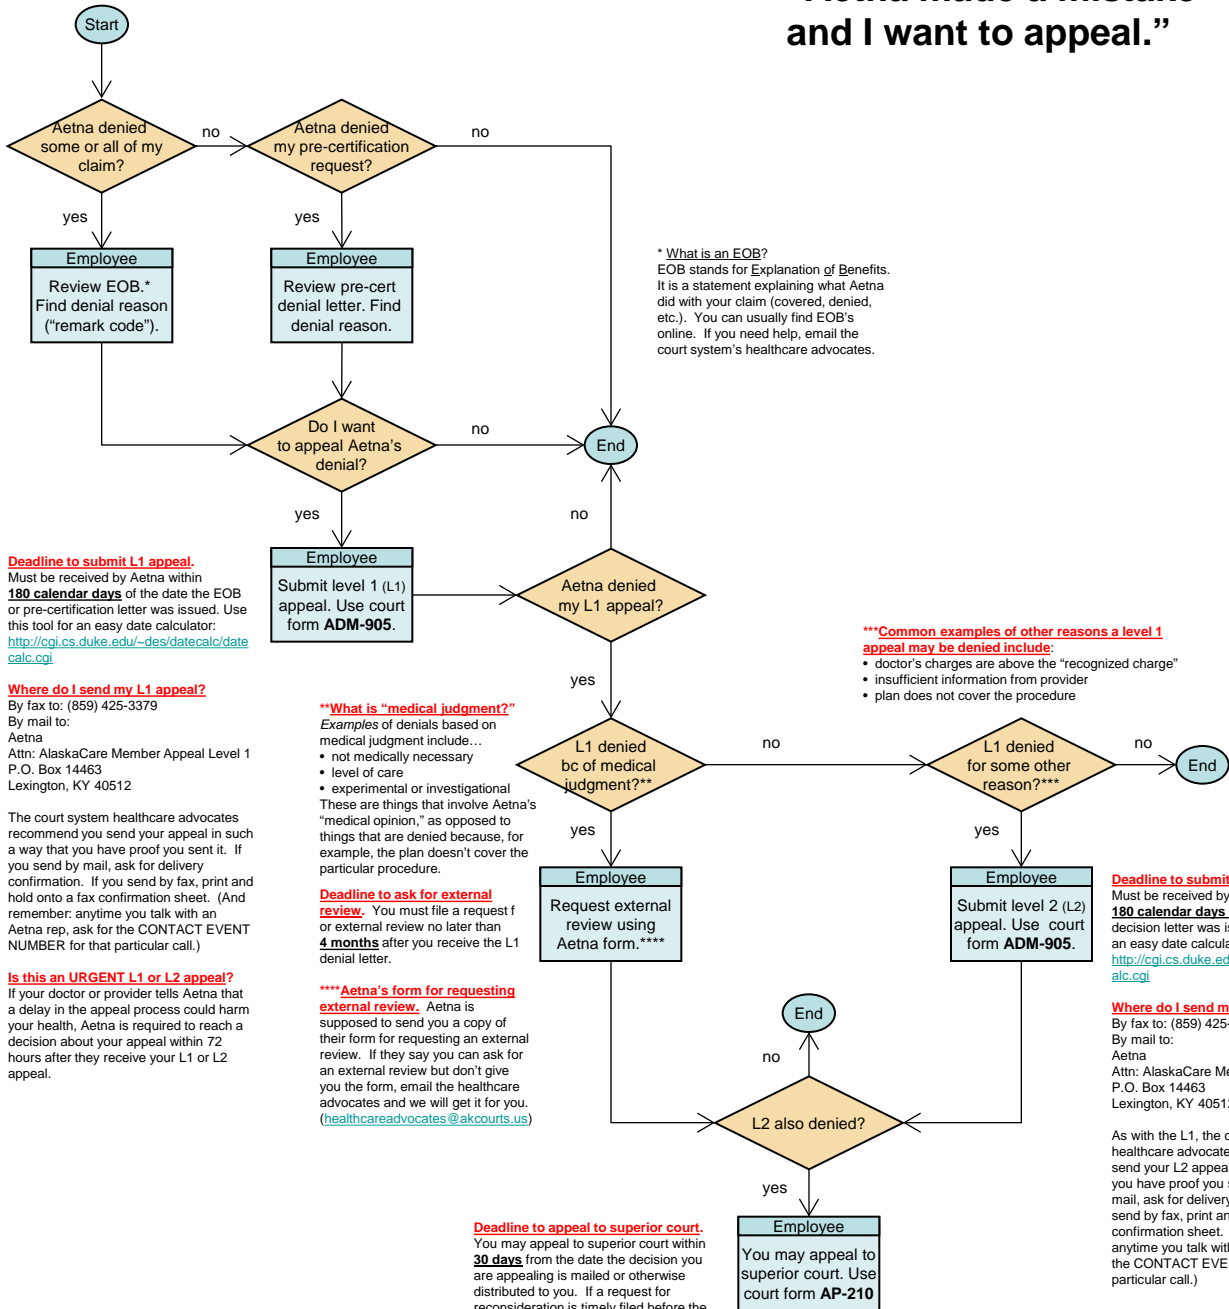 and I want to appeal.”
Start
Aetna denied
some or all of my
claim?
no
Aetna denied
my pre-certification
request?
no
yes
yes
Employee
Review EOB.*
Find denial reason
(“remark code”).
Employee
Review pre-cert
denial letter. Find
denial reason.
* What is an EOB?
EOB stands for Explanation of Benefits.
It is a statement explaining what Aetna
did with your claim (covered, denied,
etc.). You can usually find EOB's
online. If you need help, email the
court system's healthcare advocates.
Do I want
to appeal Aetna's
denial?
no
End
yes
no
Deadline to submit L1 appeal.
Must be received by Aetna within
180 calendar days of the date the EOB
or pre-certification letter was issued. Use
this tool for an easy date calculator:
http://cgi.cs.duke.edu/~des/datecalc/date
calc.cgi
Employee
Submit level 1 (L1)
appeal. Use court
form ADM-905.
Aetna denied
my L1 appeal?
***Common examples of other reasons a level 1
appeal may be denied include:
• doctor's charges are above the “recognized charge”
• insufficient information from provider
• plan does not cover the procedure
yes
Where do I send my L1 appeal?
By fax to: (859) 425-3379
By mail to:
Aetna
Attn: AlaskaCare Member Appeal Level 1
P.O. Box 14463
Lexington, KY 40512
The court system healthcare advocates
recommend you send your appeal in such
a way that you have proof you sent it. If
you send by mail, ask for delivery
confirmation. If you send by fax, print and
hold onto a fax confirmation sheet. (And
remember: anytime you talk with an
Aetna rep, ask for the CONTACT EVENT
NUMBER for that particular call.)
Is this an URGENT L1 or L2 appeal?
If your doctor or provider tells Aetna that
a delay in the appeal process could harm
your health, Aetna is required to reach a
decision about your appeal within 72
hours after they receive your L1 or L2
appeal.
**What is “medical judgment?”
Examples of denials based on
medical judgment include…
• not medically necessary
• level of care
• experimental or investigational
These are things that involve Aetna's
“medical opinion,” as opposed to
things that are denied because, for
example, the plan doesn't cover the
particular procedure.
Deadline to ask for external
review. You must file a request f
or external review no later than
4 months after you receive the L1
denial letter.
****Aetna's form for requesting
external review. Aetna is
supposed to send you a copy of
their form for requesting an external
review. If they say you can ask for
an external review but don't give
you the form, email the healthcare
advocates and we will get it for you.
(healthcareadvocates@akcourts.us)
L1 denied
bc of medical
judgment?**
no
L1 denied
for some other
reason?***
no
End
yes
yes
Employee
Request external
review using
Aetna form.****
Employee
Submit level 2 (L2)
appeal. Use court
form ADM-905.
Deadline to submit
Must be received by
180 calendar days
decision letter was is
an easy date calcula
http://cgi.cs.duke.ed
alc.cgi
Where do I send m
By fax to: (859) 425-
By mail to:
Aetna
Attn: AlaskaCare Me
P.O. Box 14463
Lexington, KY 4051
As with the L1, the c
healthcare advocate
send your L2 appea
you have proof you s
mail, ask for delivery
send by fax, print an
confirmation sheet.
anytime you talk wit
the CONTACT EVE
particular call.)
End
no
L2 also denied?
yes
Deadline to appeal to superior court.
You may appeal to superior court within
30 days from the date the decision you
are appealing is mailed or otherwise
distributed to you. If a request for
reconsideration is timely filed before the
Employee
You may appeal to
superior court. Use
court form AP-210